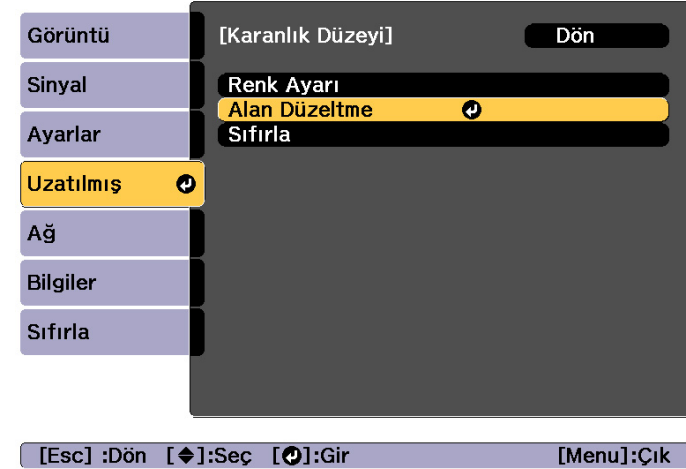 Görüntü
Sinyal
Ayarlar
Uzatılmış
Ağ
Bilgiler
Sıfırla
[Karanlık Düzeyi] Dön
Renk Ayarı
Alan Düzeltme
Sıfırla
[Esc] :Dön [◆]:Seç [↵]:Gir [Menu]:Çık